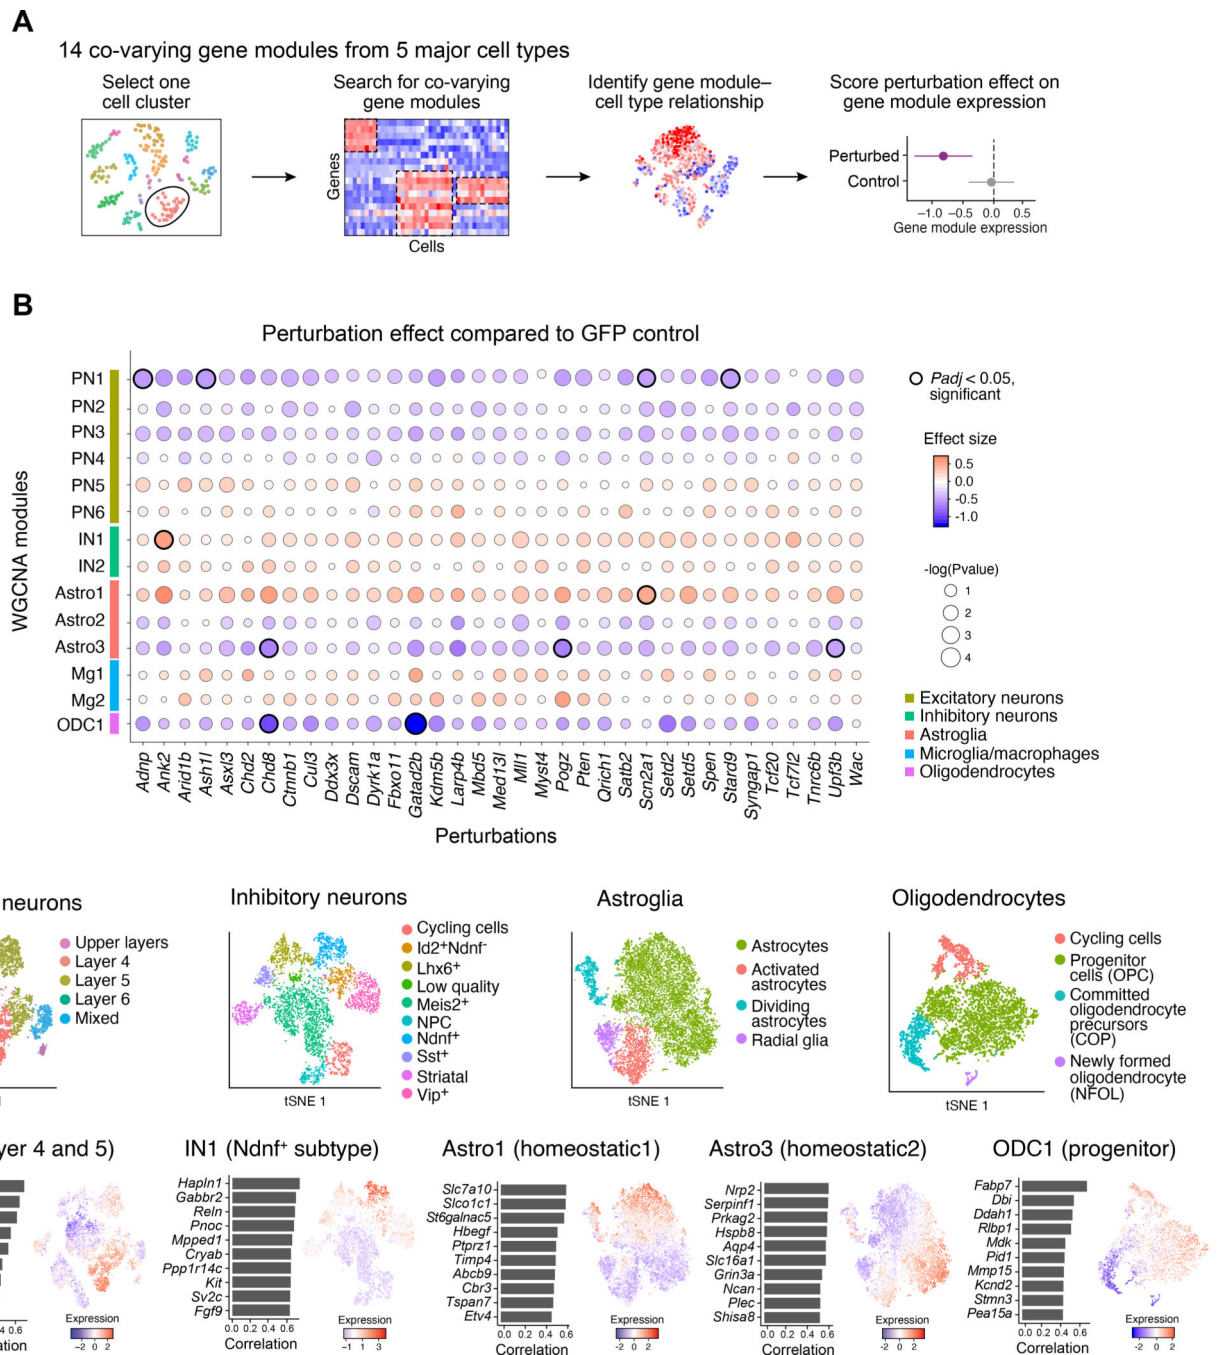 A
14 co-varying gene modules from 5 major cell types
Select one
cell cluster
Search for co-varying
gene modules
Genes
Cells
Identify gene module–
cell type relationship
Score perturbation effect on
gene module expression
Perturbed
Control
−1.0 −0.5 0.0 0.5
Gene module expression
B
Perturbation effect compared to GFP control
WGCNA modules
PN1
PN2
PN3
PN4
PN5
PN6
IN1
IN2
Astro1
Astro2
Astro3
Mg1
Mg2
ODC1
Adnp Ank2 Arid1b Ash1l Asxl3 Chd2 Chd8 Ctnnb1 Cul3 Ddx3x Dscam Dyrk1a Fbxo11 Gatad2b Kdm5b Larp4b Mbd5 Med13l Mll1 Myst4 Pogz Pten Qrich1 Satb2 Scn2a1 Setd2 Setd5 Spen Stard9 Syngap1 Tcf20 Tcf7l2 Tnrc6b Upf3b Wac
Perturbations
Padj < 0.05,
significant
Effect size
0.5
0.0
-0.5
-1.0
-log(Pvalue)
1
2
3
4
Excitatory neurons
Inhibitory neurons
Astroglia
Microglia/macrophages
Oligodendrocytes
neurons
Upper layers
Layer 4
Layer 5
Layer 6
Mixed
1
Inhibitory neurons
Cycling cells
Id2+Ndnf-
Lhx6+
Low quality
Meis2+
NPC
Ndnf+
Sst+
Striatal
Vip+
tSNE 1
Astroglia
Astrocytes
Activated
astrocytes
Dividing
astrocytes
Radial glia
tSNE 1
Oligodendrocytes
Cycling cells
Progenitor
cells (OPC)
Committed
oligodendrocyte
precursors
(COP)
Newly formed
oligodendrocyte
(NFOL)
tSNE 1
yer 4 and 5)
4 0.6
ation
Expression
−2 0 2
IN1 (Ndnf+ subtype)
Hapln1
Gabbr2
Reln
Pnoc
Mpped1
Cryab
Ppp1r14c
Kit
Sv2c
Fgf9
0.0 0.2 0.4 0.6
Correlation
Expression
−1 1 3
Astro1 (homeostatic1)
Slc7a10
Slco1c1
St6galnac5
Hbegf
Ptprz1
Timp4
Abcb9
Cbr3
Tspan7
Etv4
0.0 0.2 0.4 0.6
Correlation
Expression
−2 0 2
Astro3 (homeostatic2)
Nrp2
Serpinf1
Prkag2
Hspb8
Aqp4
Slc16a1
Grin3a
Ncan
Plec
Shisa8
0.0 0.2 0.4 0.6
Correlation
Expression
−2 0 2
ODC1 (progenitor)
Fabp7
Dbi
Ddah1
Rlbp1
Mdk
Pid1
Mmp15
Kcnd2
Stmn3
Pea15a
0.0 0.2 0.4 0.6
Correlation
Expression
−2 0 2